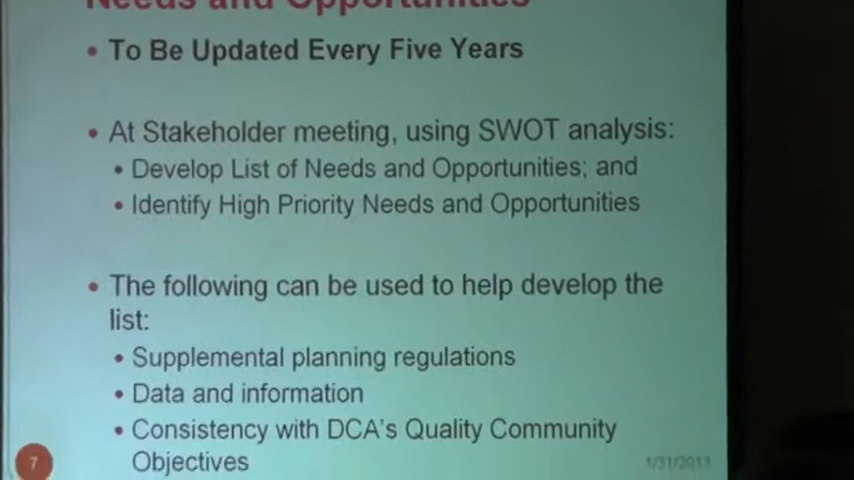 Needs and Opportunities
• To Be Updated Every Five Years
• At Stakeholder meeting, using SWOT analysis:
• Develop List of Needs and Opportunities; and
• Identify High Priority Needs and Opportunities
• The following can be used to help develop the
list:
• Supplemental planning regulations
• Data and information
• Consistency with DCA's Quality Community
Objectives
7
1/31/2013